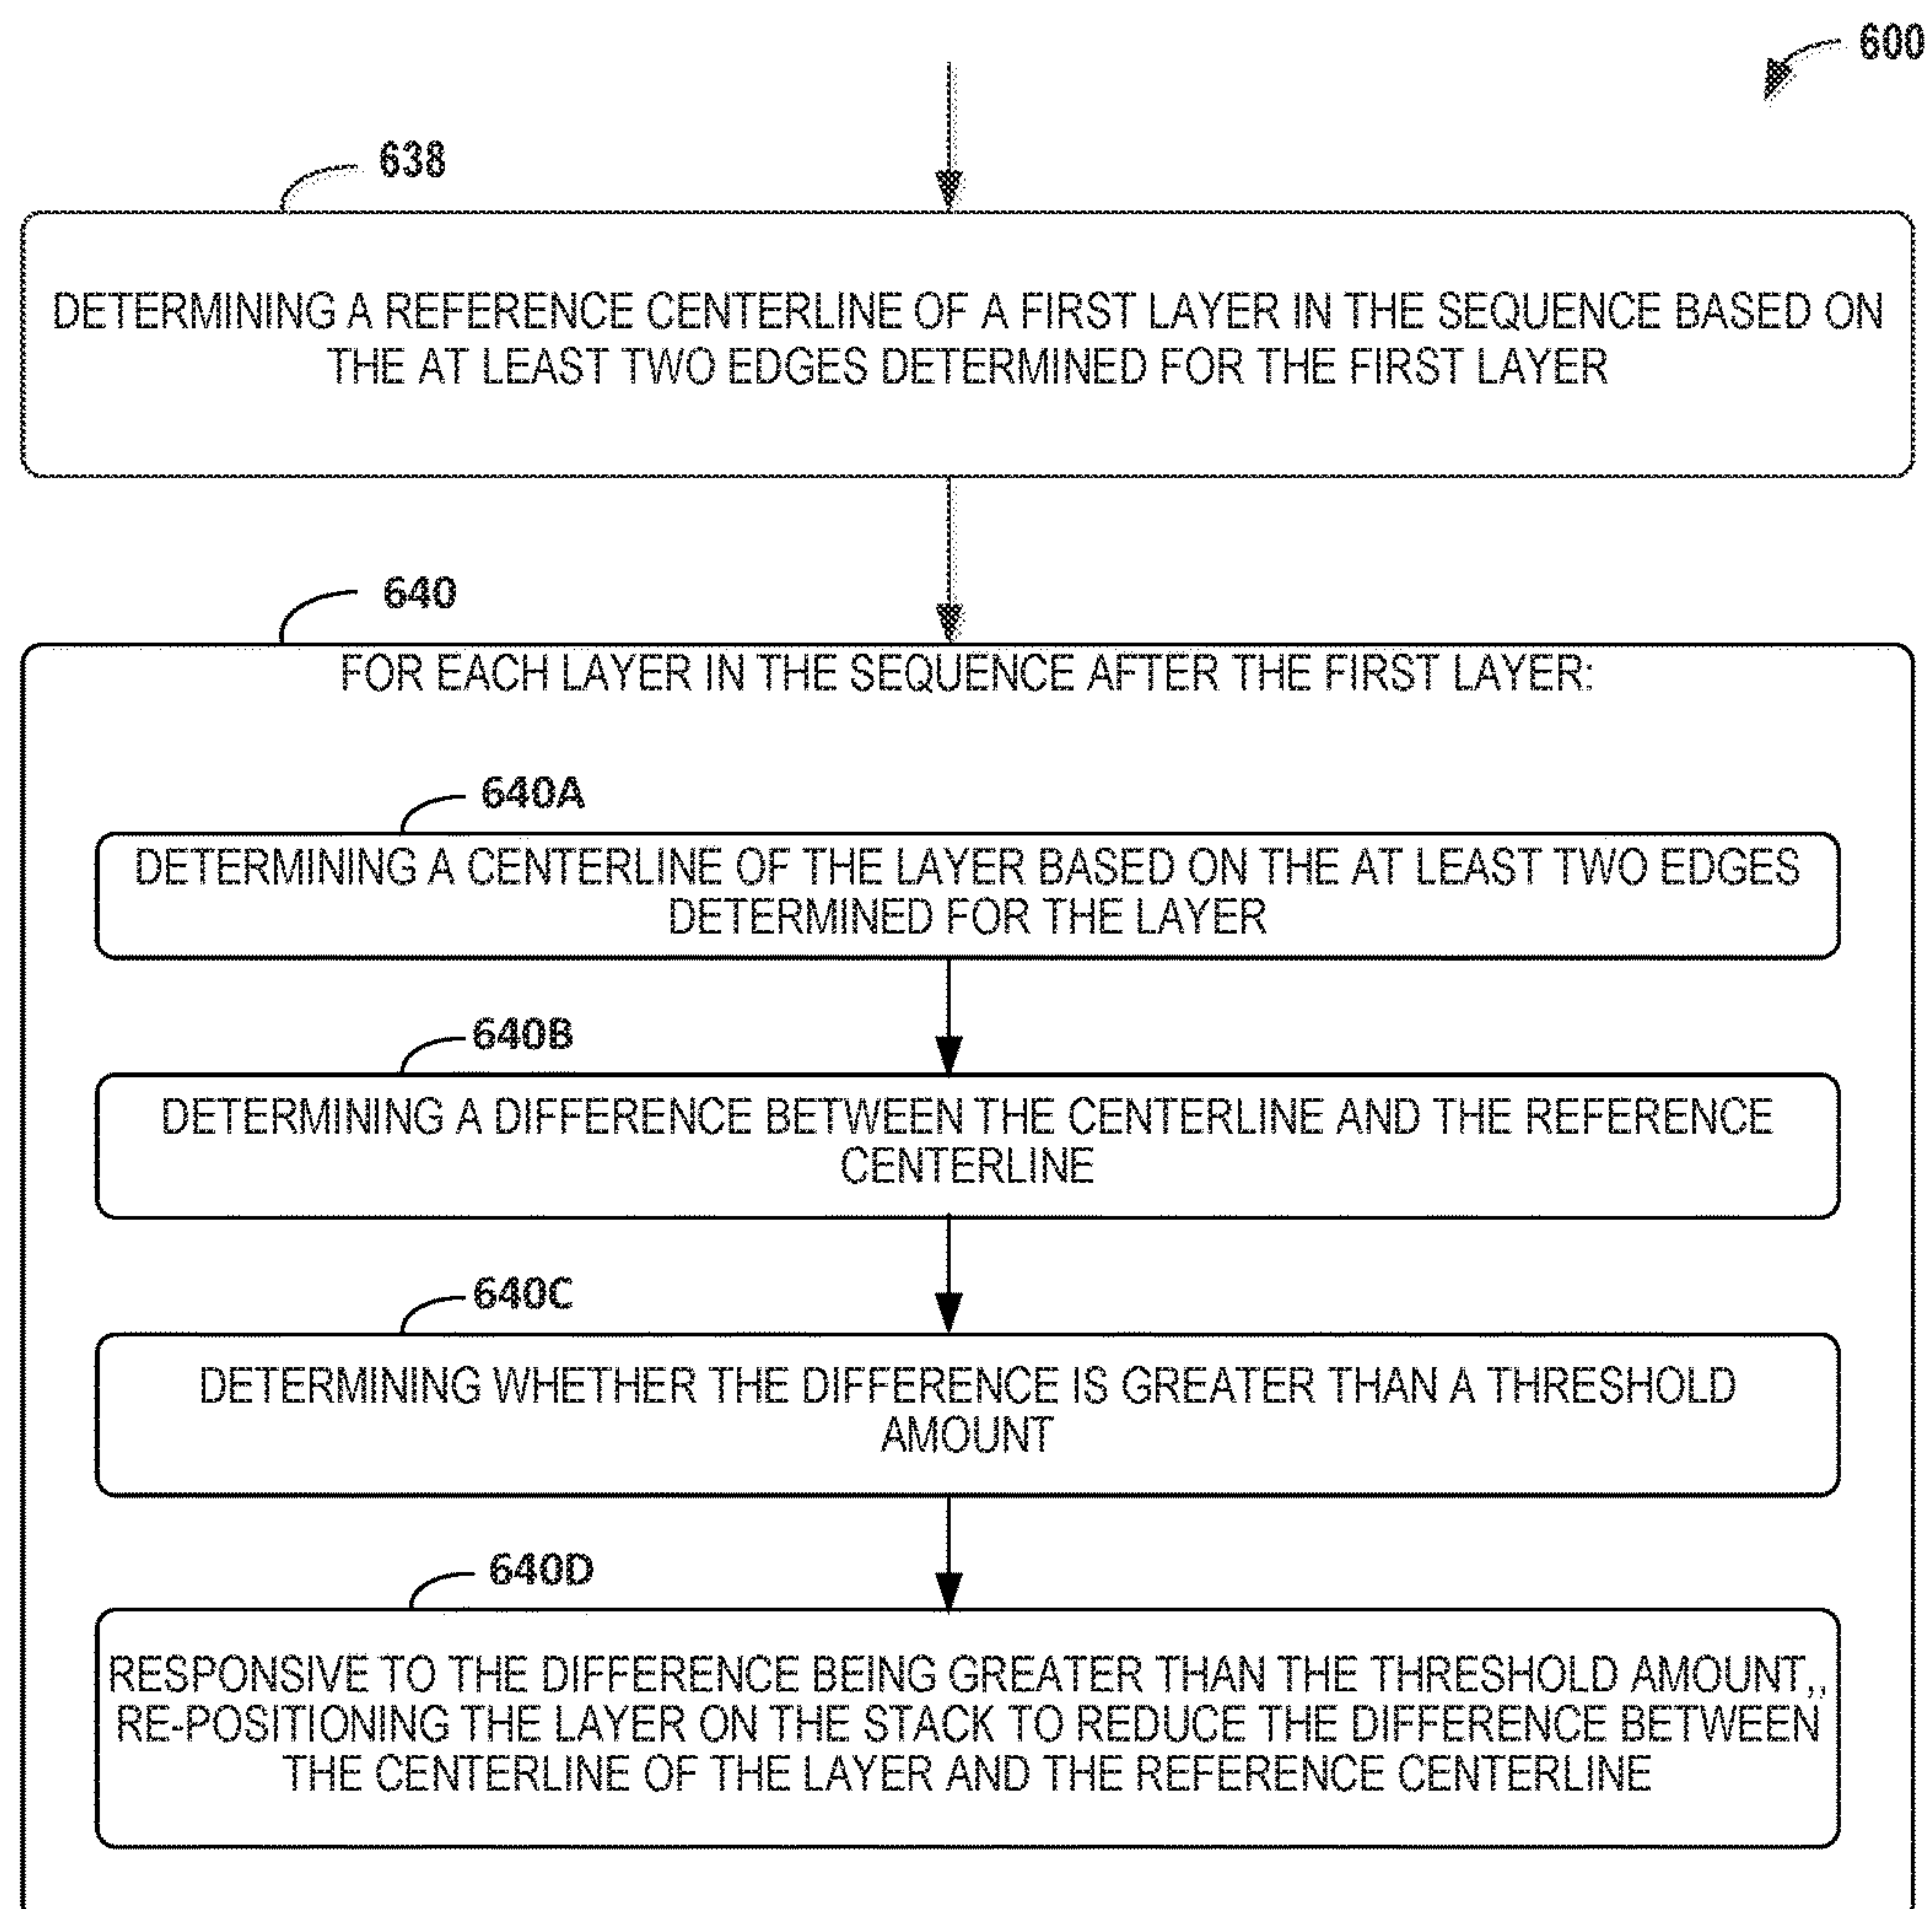 600
638
DETERMINING A REFERENCE CENTERLINE OF A FIRST LAYER IN THE SEQUENCE BASED ON
THE AT LEAST TWO EDGES DETERMINED FOR THE FIRST LAYER
640
FOR EACH LAYER IN THE SEQUENCE AFTER THE FIRST LAYER:
640A
DETERMINING A CENTERLINE OF THE LAYER BASED ON THE AT LEAST TWO EDGES
DETERMINED FOR THE LAYER
640B
DETERMINING A DIFFERENCE BETWEEN THE CENTERLINE AND THE REFERENCE
CENTERLINE
640C
DETERMINING WHETHER THE DIFFERENCE IS GREATER THAN A THRESHOLD
AMOUNT
640D
RESPONSIVE TO THE DIFFERENCE BEING GREATER THAN THE THRESHOLD AMOUNT,,
RE-POSITIONING THE LAYER ON THE STACK TO REDUCE THE DIFFERENCE BETWEEN
THE CENTERLINE OF THE LAYER AND THE REFERENCE CENTERLINE